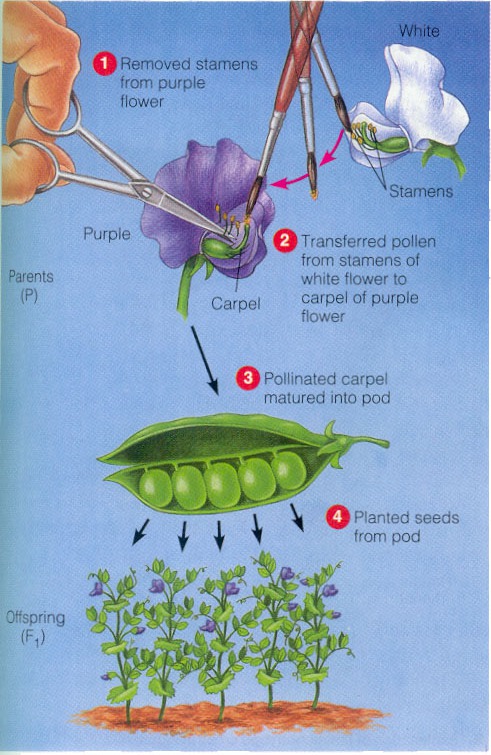 White
1 Removed stamens
from purple
flower
Stamens
Purple
2 Transferred pollen
from stamens of
white flower to
carpel of purple
flower
Parents
(P)
Carpel
3 Pollinated carpel
matured into pod
4 Planted seeds
from pod
Offspring
(F₁)